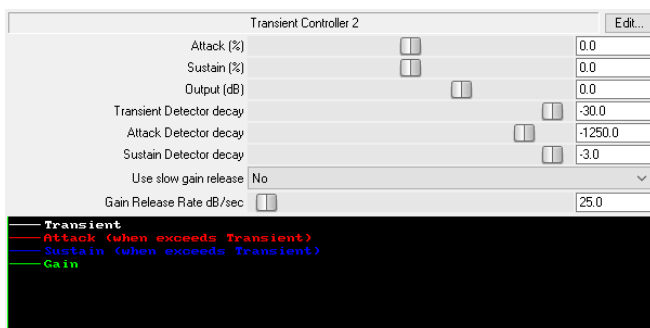 Transient Controller 2 Edit...
Attack (%) 0.0
Sustain (%) 0.0
Output (dB) 0.0
Transient Detector decay -30.0
Attack Detector decay -1250.0
Sustain Detector decay -3.0
Use slow gain release No
Gain Release Rate dB/sec 25.0
Transient
Attack (when exceeds Transient)
Sustain (when exceeds Transient)
Gain